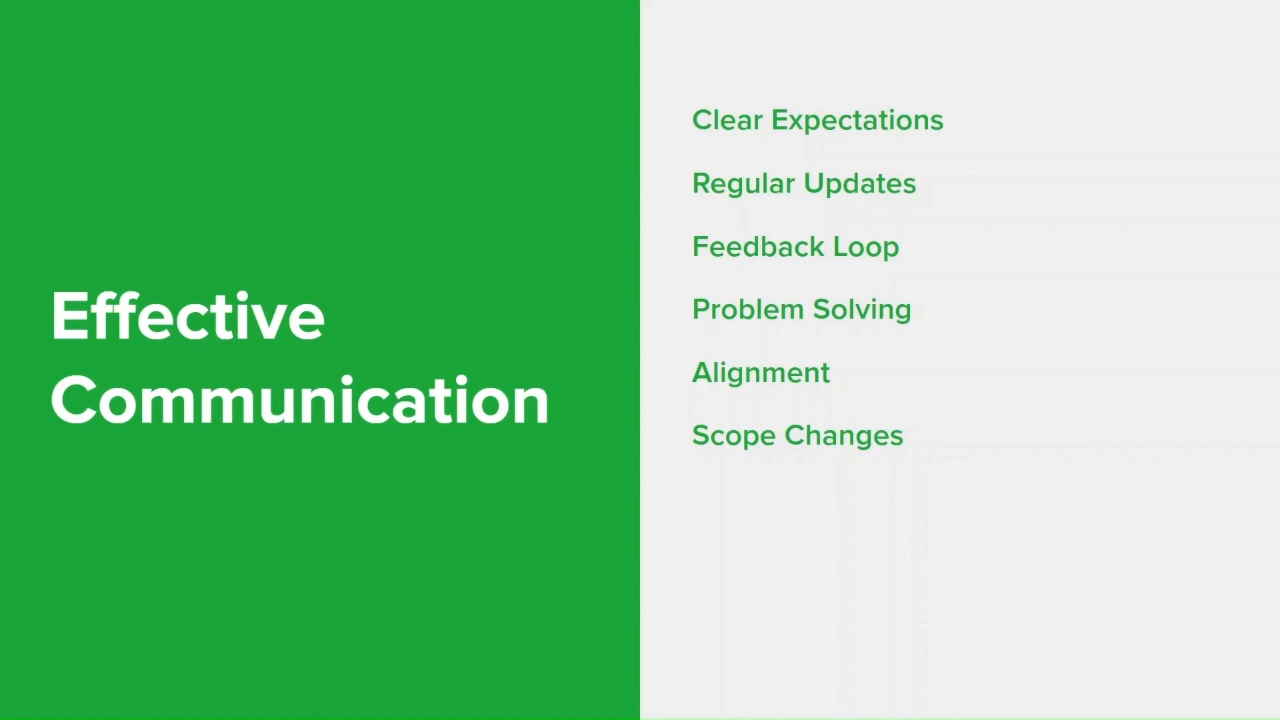 Effective
Communication
Clear Expectations
Regular Updates
Feedback Loop
Problem Solving
Alignment
Scope Changes